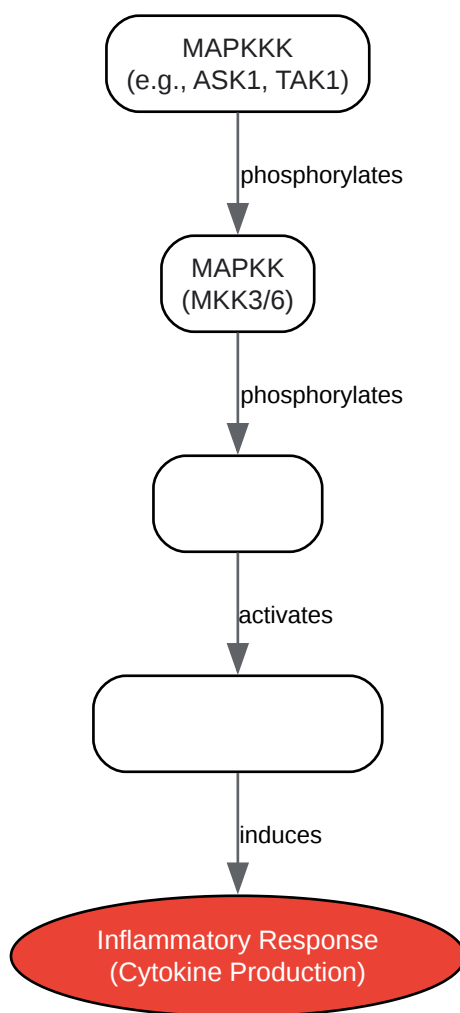 MAPKKK
(e.g., ASK1, TAK1)
phosphorylates
MAPKK
(MKK3/6)
phosphorylates
activates
induces
Inflammatory Response
(Cytokine Production)